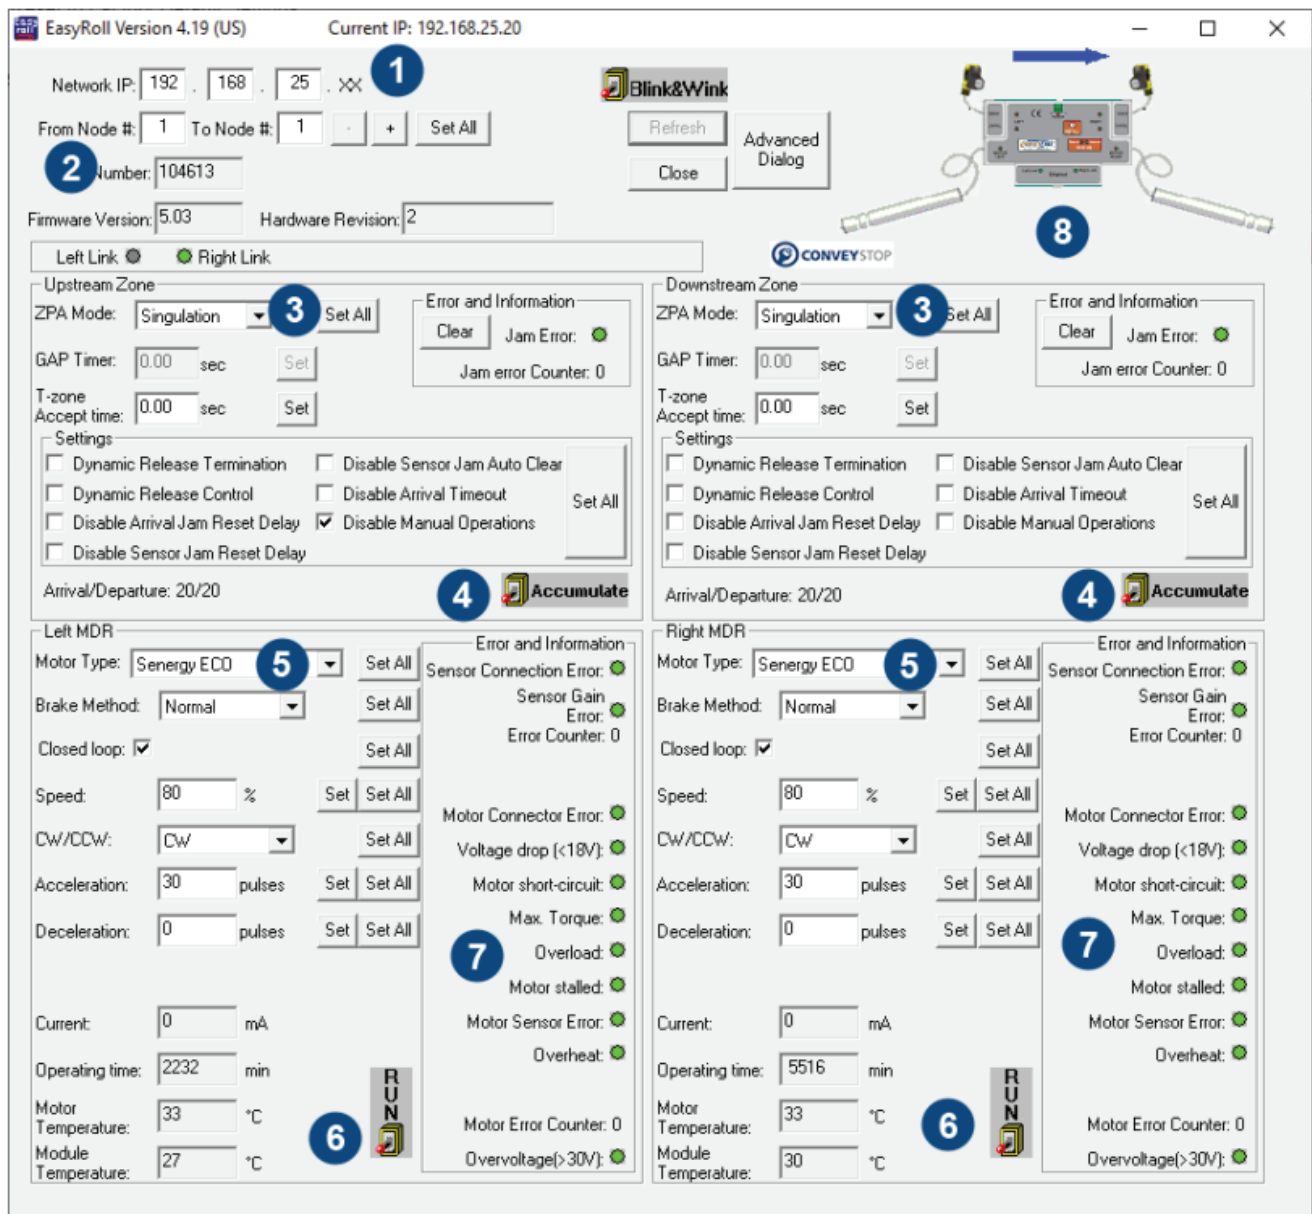 EasyRoll Version 4.19 (US) Current IP: 192.168.25.20
Network IP: 192 . 168 . 25 . XX 1
Blink&Wink
From Node #: 1 To Node #: 1 - + Set All
Refresh
Advanced Dialog
Close
2 Number: 104613
Firmware Version: 5.03 Hardware Revision: 2
8
Left Link Right Link
CONVEYSTOP
Upstream Zone
ZPA Mode: Singulation 3 Set All
GAP Timer: 0.00 sec Set
T-zone
Accept time: 0.00 sec Set
Error and Information
Clear Jam Error:
Jam error Counter: 0
Settings
Dynamic Release Termination Disable Sensor Jam Auto Clear
Dynamic Release Control Disable Arrival Timeout
Disable Arrival Jam Reset Delay Disable Manual Operations
Disable Sensor Jam Reset Delay
Set All
Arrival/Departure: 20/20 4 Accumulate
Downstream Zone
ZPA Mode: Singulation 3 Set All
GAP Timer: 0.00 sec Set
T-zone
Accept time: 0.00 sec Set
Error and Information
Clear Jam Error:
Jam error Counter: 0
Settings
Dynamic Release Termination Disable Sensor Jam Auto Clear
Dynamic Release Control Disable Arrival Timeout
Disable Arrival Jam Reset Delay Disable Manual Operations
Disable Sensor Jam Reset Delay
Set All
Arrival/Departure: 20/20 4 Accumulate
Left MDR
Motor Type: Senergy ECO 5 Set All
Brake Method: Normal Set All
Closed loop: Set All
Speed: 80 % Set Set All
CW/CCW: CW Set All
Acceleration: 30 pulses Set Set All
Deceleration: 0 pulses Set Set All
Current: 0 mA
Operating time: 2232 min
Motor
Temperature: 33 °C
Module
Temperature: 27 °C
6 RUN
Error and Information
Sensor Connection Error:
Sensor Gain
Error:
Error Counter: 0
Motor Connector Error:
Voltage drop (<18V):
Motor short-circuit:
Max. Torque:
7 Overload:
Motor stalled:
Motor Sensor Error:
Overheat:
Motor Error Counter: 0
Overvoltage(>30V):
Right MDR
Motor Type: Senergy ECO 5 Set All
Brake Method: Normal Set All
Closed loop: Set All
Speed: 80 % Set Set All
CW/CCW: CW Set All
Acceleration: 30 pulses Set Set All
Deceleration: 0 pulses Set Set All
Current: 0 mA
Operating time: 5516 min
Motor
Temperature: 33 °C
Module
Temperature: 30 °C
6 RUN
Error and Information
Sensor Connection Error:
Sensor Gain
Error:
Error Counter: 0
Motor Connector Error:
Voltage drop (<18V):
Motor short-circuit:
Max. Torque:
7 Overload:
Motor stalled:
Motor Sensor Error:
Overheat:
Motor Error Counter: 0
Overvoltage(>30V):